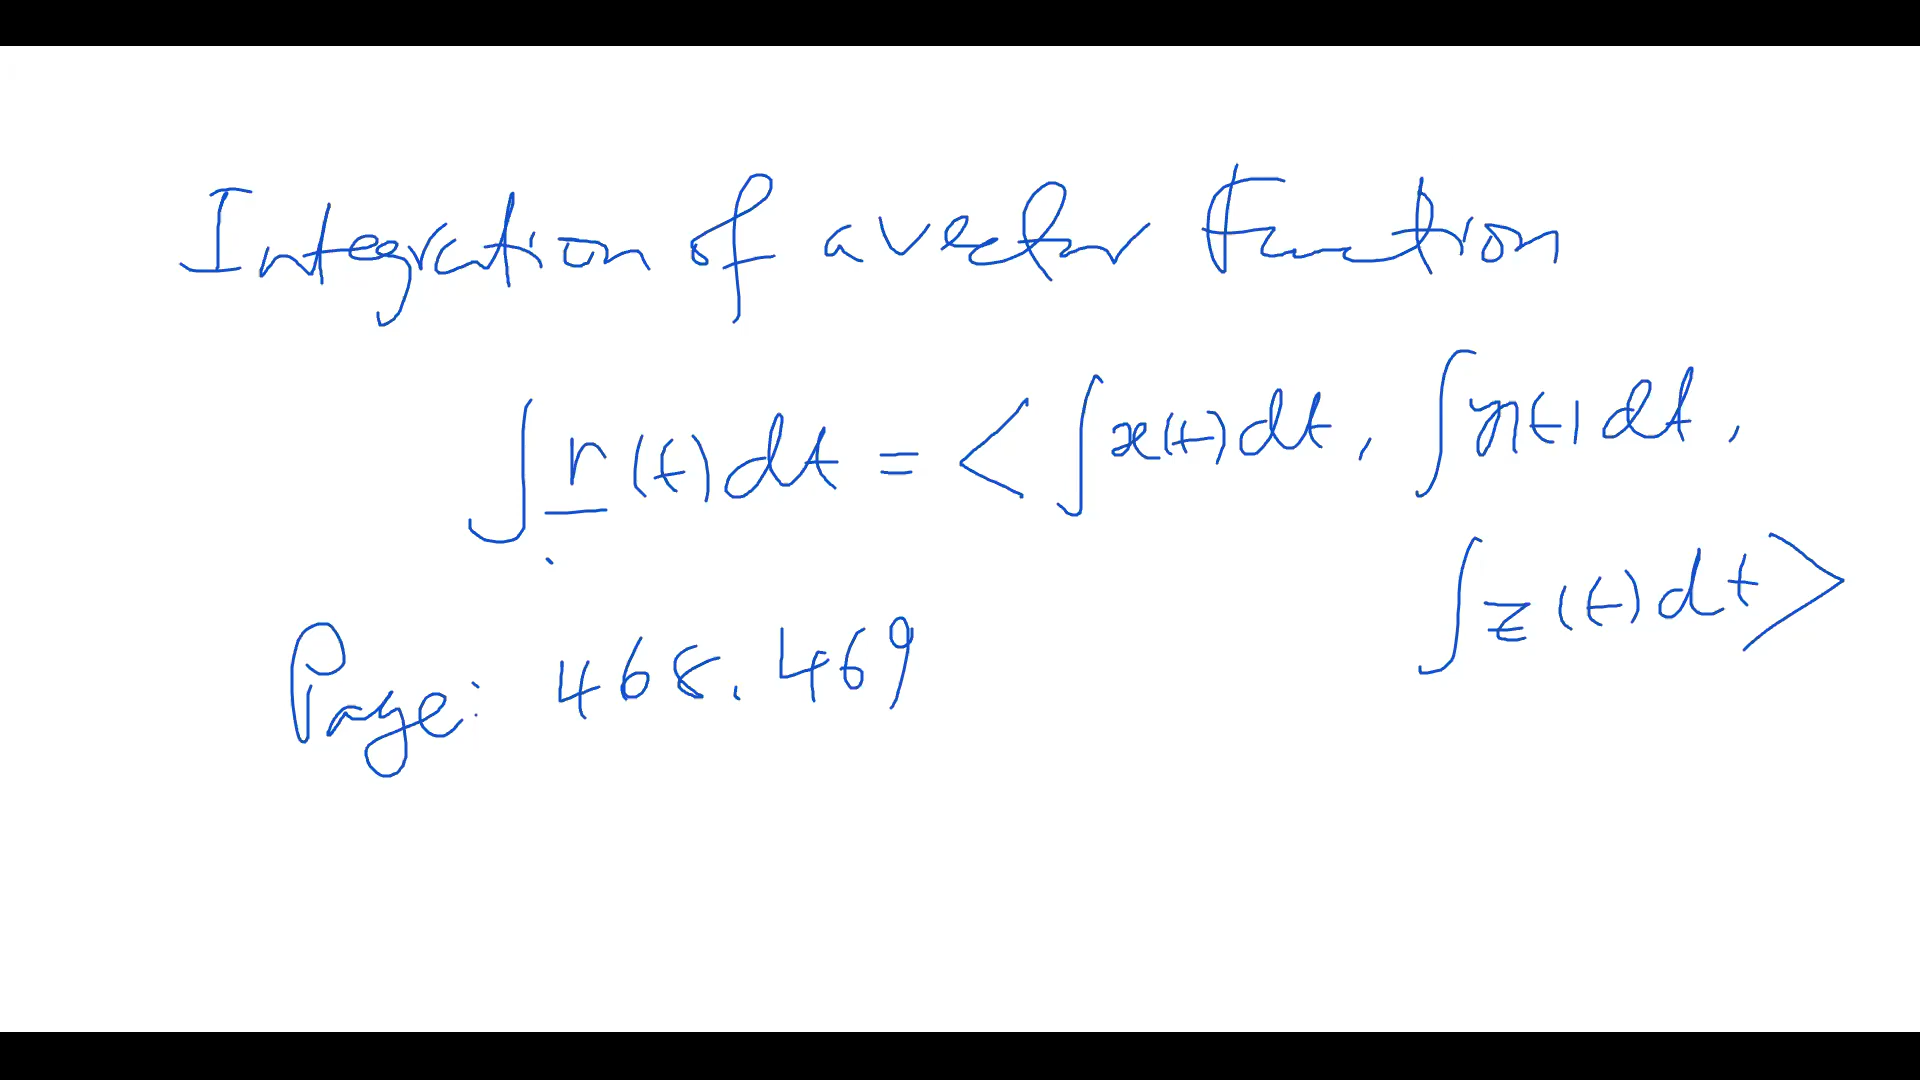 Integration of a vector Function
∫ r(t) dt = < ∫ x(t) dt, ∫ y(t) dt,
∫ z(t) dt >
Page: 468, 469